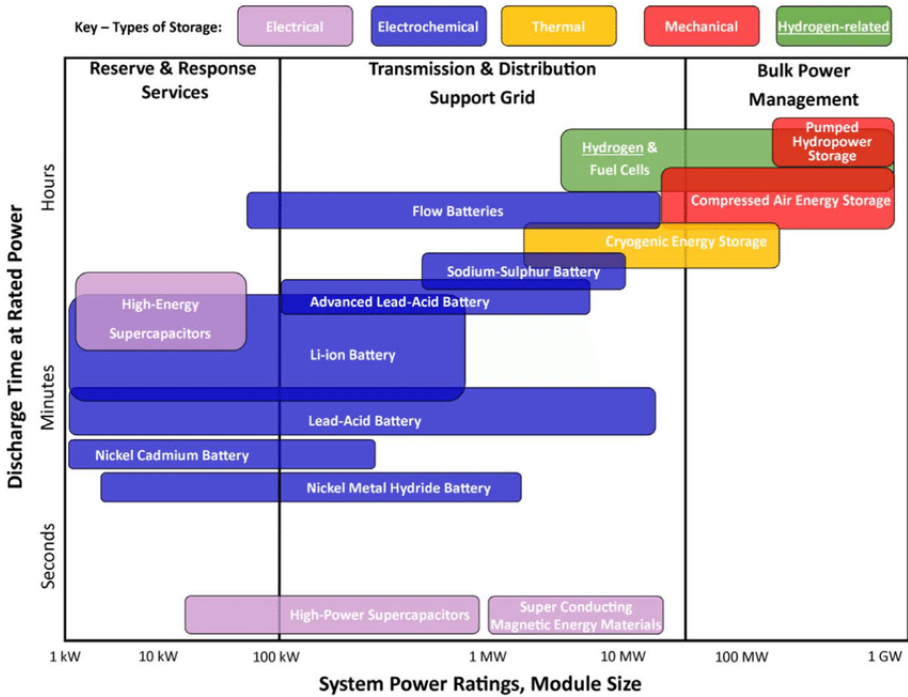 Key – Types of Storage:
Electrical
Electrochemical
Thermal
Mechanical
Hydrogen-related
Reserve & Response
Services
Transmission & Distribution
Support Grid
Bulk Power
Management
Discharge Time at Rated Power
Hours
Minutes
Seconds
Pumped
Hydropower
Storage
Hydrogen &
Fuel Cells
Compressed Air Energy Storage
Flow Batteries
Cryogenic Energy Storage
Sodium-Sulphur Battery
High-Energy
Supercapacitors
Advanced Lead-Acid Battery
Li-ion Battery
Lead-Acid Battery
Nickel Cadmium Battery
Nickel Metal Hydride Battery
High-Power Supercapacitors
Super Conducting
Magnetic Energy Materials
1 kW
10 kW
100 kW
1 MW
10 MW
100 MW
1 GW
System Power Ratings, Module Size